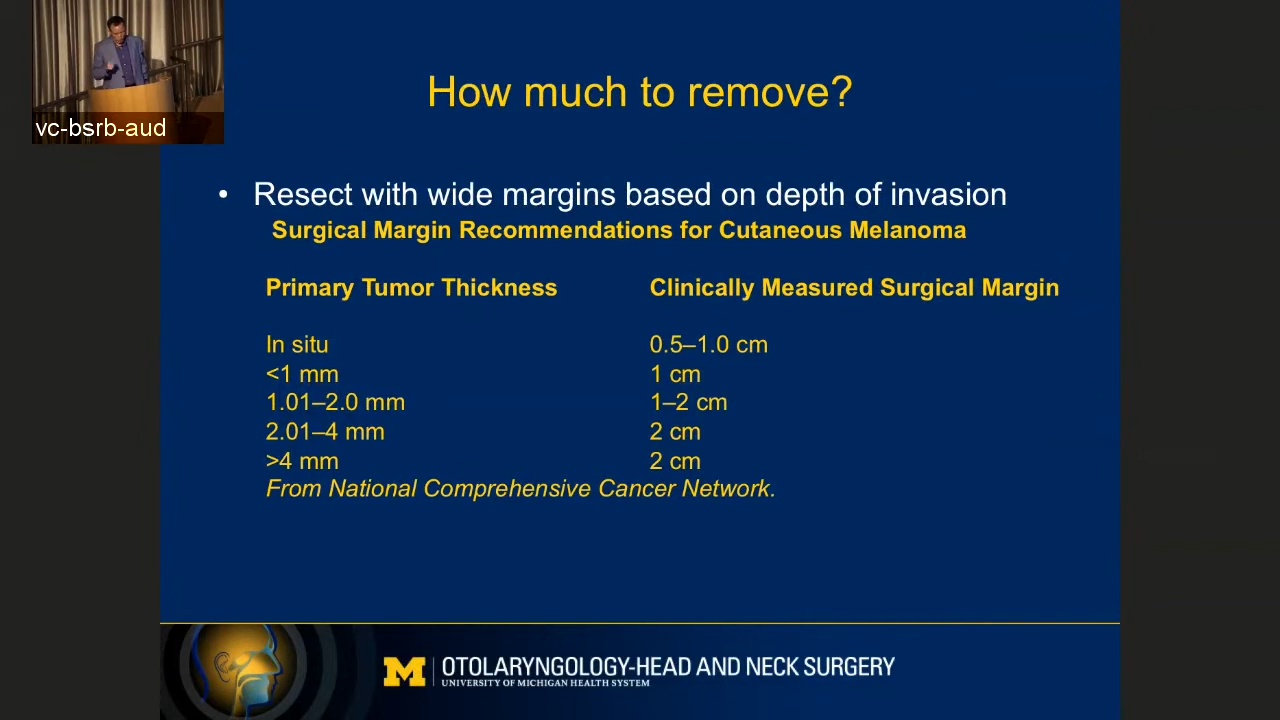 How much to remove?
vc-bsrb-aud
• Resect with wide margins based on depth of invasion
Surgical Margin Recommendations for Cutaneous Melanoma
Primary Tumor Thickness Clinically Measured Surgical Margin
In situ 0.5–1.0 cm
<1 mm 1 cm
1.01–2.0 mm 1–2 cm
2.01–4 mm 2 cm
>4 mm 2 cm
From National Comprehensive Cancer Network.
M OTOLARYNGOLOGY-HEAD AND NECK SURGERY
UNIVERSITY OF MICHIGAN HEALTH SYSTEM